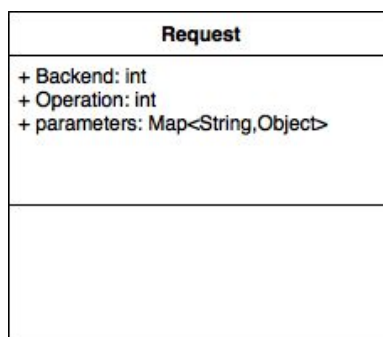 Request
+ Backend: int
+ Operation: int
+ parameters: Map<String,Object>